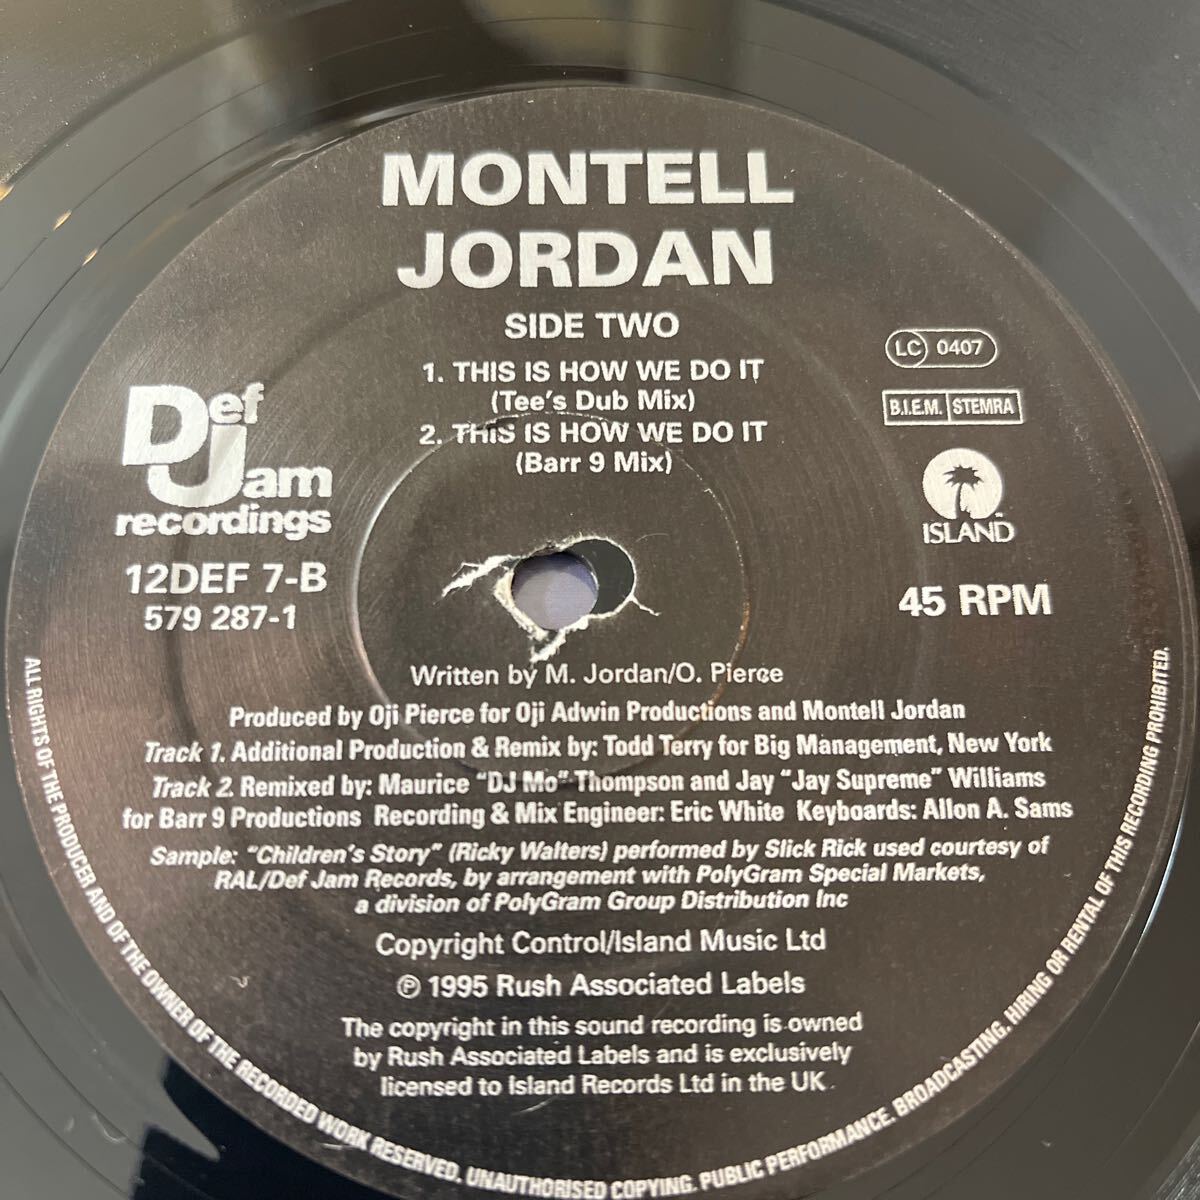 MONTELL
JORDAN
SIDE TWO
1. THIS IS HOW WE DO IT
(Tee's Dub Mix)
2. THIS IS HOW WE DO IT
(Barr 9 Mix)
Def
Jam
recordings
12DEF 7-B
579 287-1
LC 0407
B.I.E.M. STEMRA
ISLAND
45 RPM
Written by M. Jordan/O. Pierce
Produced by Oji Pierce for Oji Adwin Productions and Montell Jordan
Track 1. Additional Production & Remix by: Todd Terry for Big Management, New York
Track 2. Remixed by: Maurice "DJ Mo" Thompson and Jay "Jay Supreme" Williams
for Barr 9 Productions Recording & Mix Engineer: Eric White Keyboards: Allon A. Sams
Sample: "Children's Story" (Ricky Walters) performed by Slick Rick used courtesy of
RAL/Def Jam Records, by arrangement with PolyGram Special Markets,
a division of PolyGram Group Distribution Inc
Copyright Control/Island Music Ltd
℗ 1995 Rush Associated Labels
The copyright in this sound recording is owned
by Rush Associated Labels and is exclusively
licensed to Island Records Ltd in the UK.
ALL RIGHTS OF THE PRODUCER AND OF THE OWNER OF THE RECORDED WORK RESERVED. UNAUTHORISED COPYING. PUBLIC PERFORMANCE. BROADCASTING. HIRING OR RENTAL OF THIS RECORDING PROHIBITED.